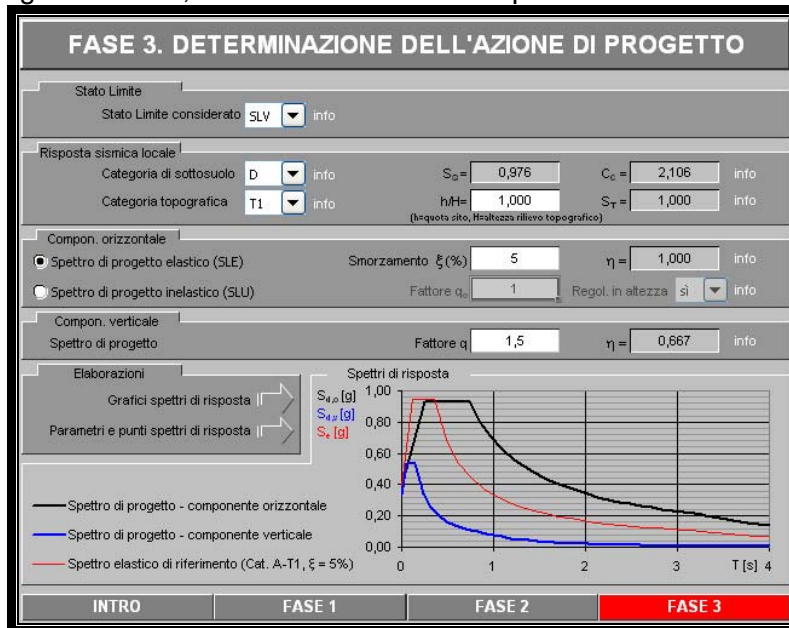 FASE 3. DETERMINAZIONE DELL'AZIONE DI PROGETTO
Stato Limite
Stato Limite considerato SLV info
Risposta sismica locale
Categoria di sottosuolo D info S_S= 0,976 C_C = 2,106 info
Categoria topografica T1 info h/H= 1,000 S_T = 1,000 info
(h=quota sito, H=altezza rilievo topografico)
Compon. orizzontale
Spettro di progetto elastico (SLE) Smorzamento ξ (%) 5 η = 1,000 info
Spettro di progetto inelastico (SLU) Fattore q_o 1 Regol. in altezza sì info
Compon. verticale
Spettro di progetto Fattore q 1,5 η = 0,667 info
Elaborazioni
Grafici spettri di risposta
Parametri e punti spettri di risposta
Spettri di risposta
S_d,o [g]
S_d,v [g]
S_e [g]
1,00
0,80
0,60
0,40
0,20
0,00
0 1 2 3 T [s] 4
Spettro di progetto - componente orizzontale
Spettro di progetto - componente verticale
Spettro elastico di riferimento (Cat. A-T1, ξ = 5%)
INTRO FASE 1 FASE 2 FASE 3